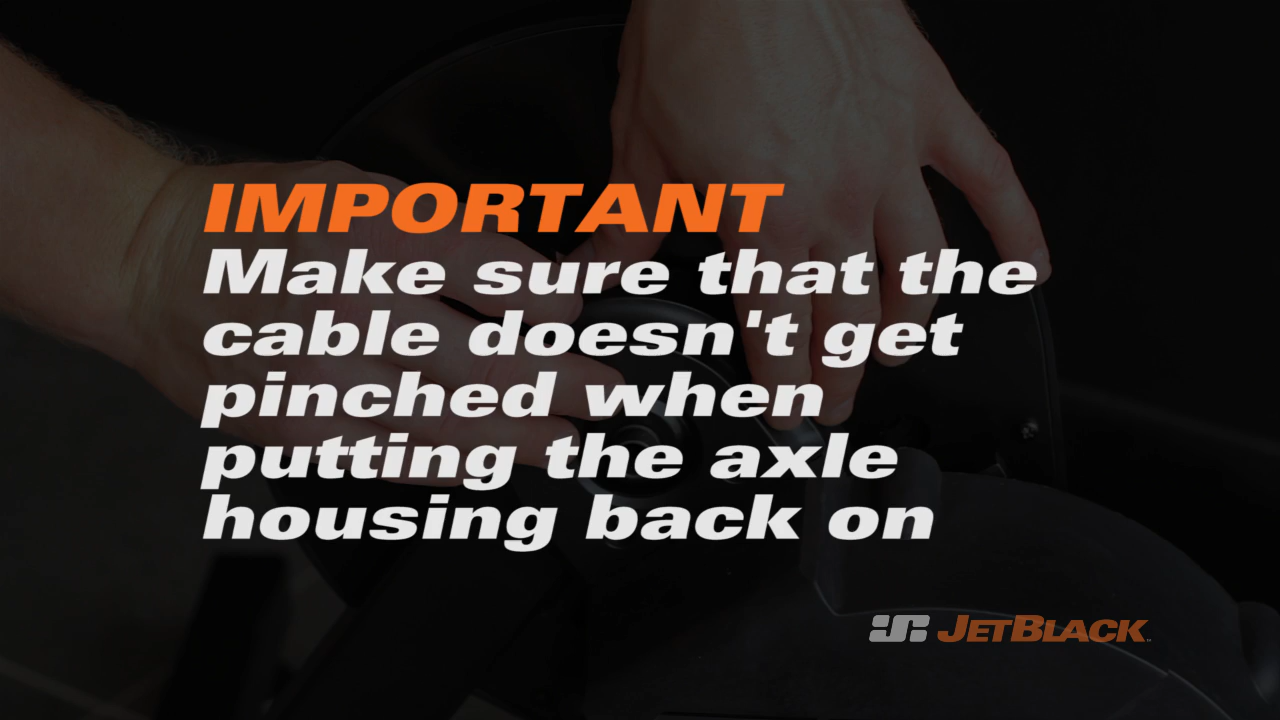 IMPORTANT
Make sure that the
cable doesn't get
pinched when
putting the axle
housing back on
JETBLACK